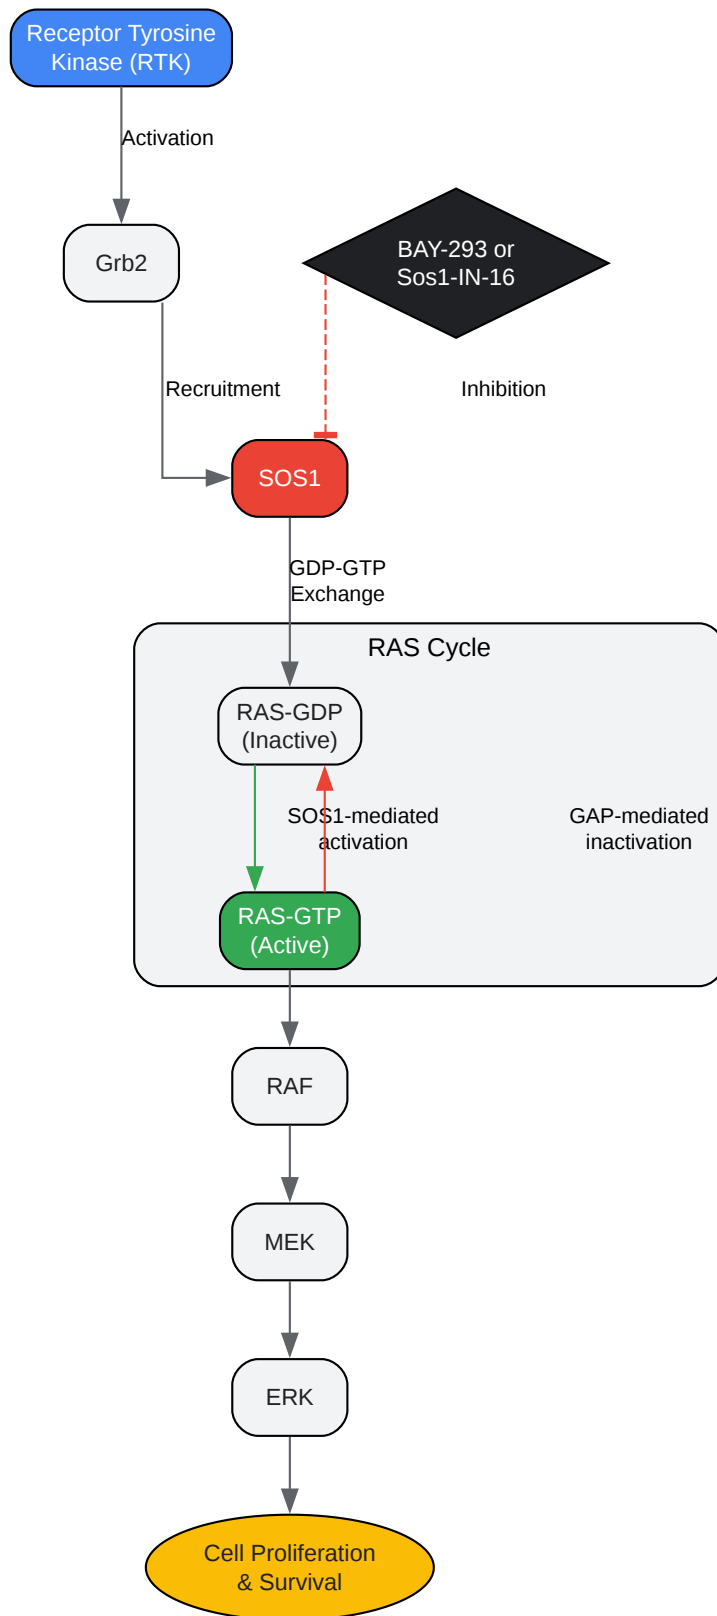 Receptor Tyrosine
Kinase (RTK)
Activation
Grb2
BAY-293 or
Sos1-IN-16
Recruitment
Inhibition
SOS1
GDP-GTP
Exchange
RAS Cycle
RAS-GDP
(Inactive)
SOS1-mediated
activation
GAP-mediated
inactivation
RAS-GTP
(Active)
RAF
MEK
ERK
Cell Proliferation
& Survival